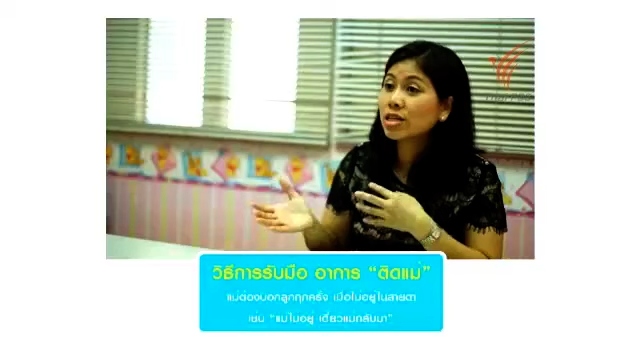 วิธีการรับมือ อาการ “ติดแม่”
แม่ต้องบอกลูกทุกครั้ง เมื่อไม่อยู่ในสายตา
เช่น “แม่ไม่อยู่ เดี๋ยวแม่กลับมา”